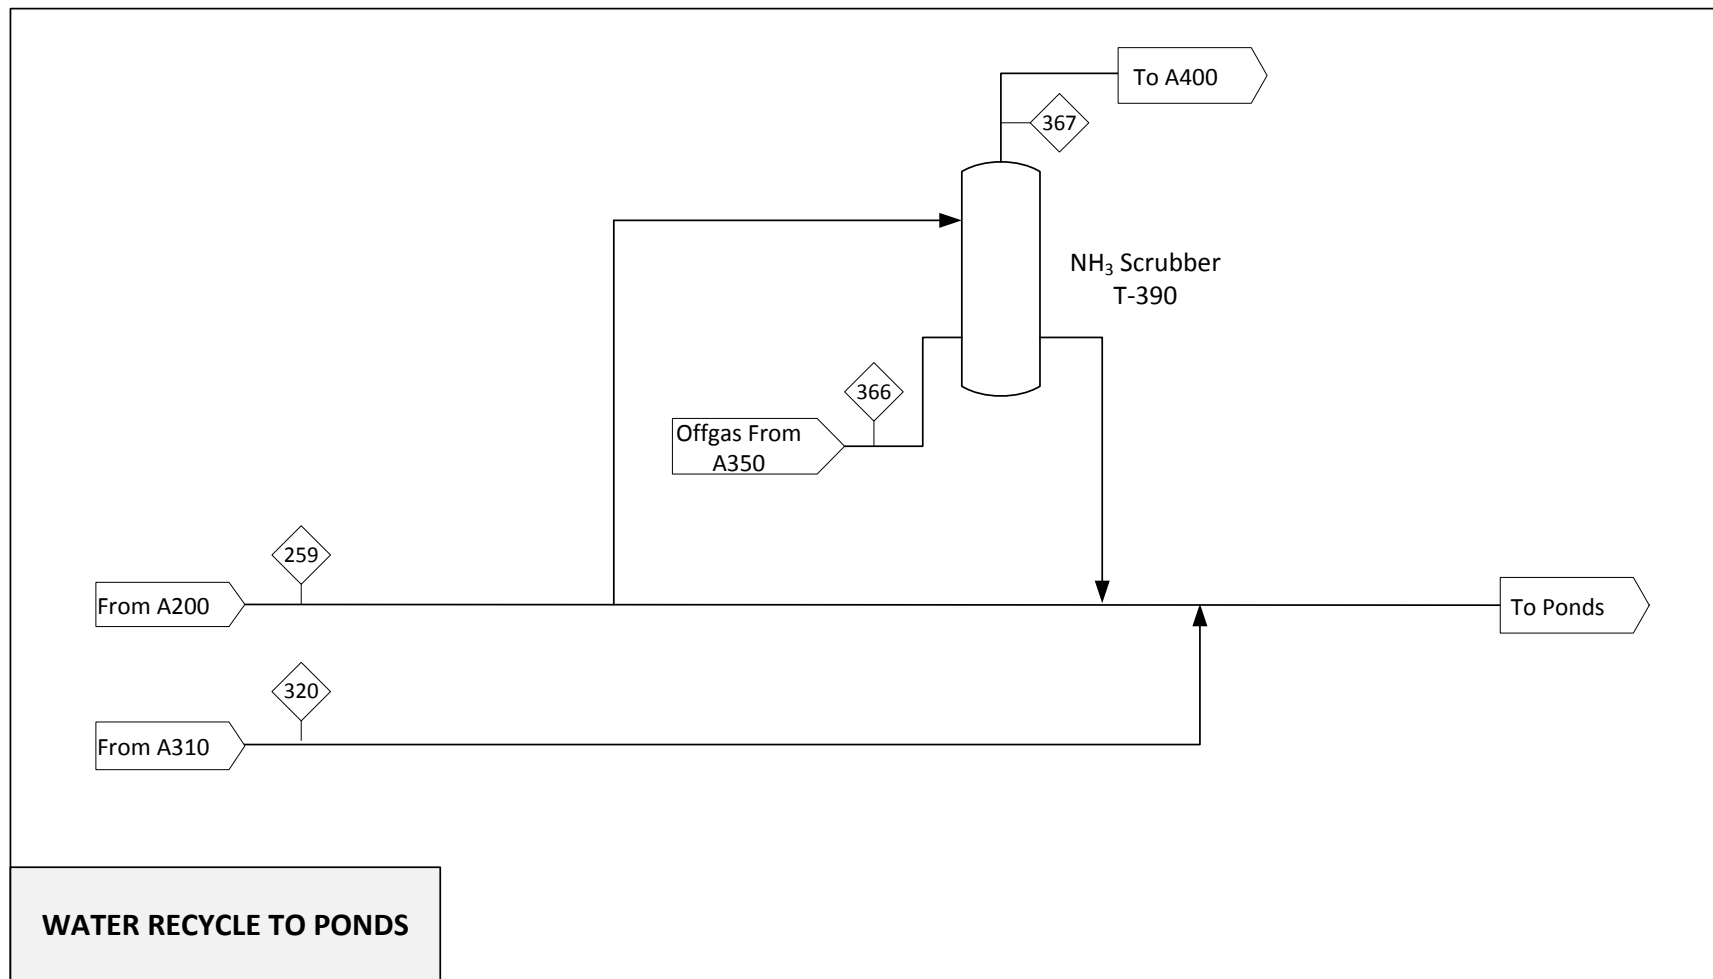 To A400
367
NH₃ Scrubber
T-390
366
Offgas From
A350
259
From A200
To Ponds
320
From A310
WATER RECYCLE TO PONDS